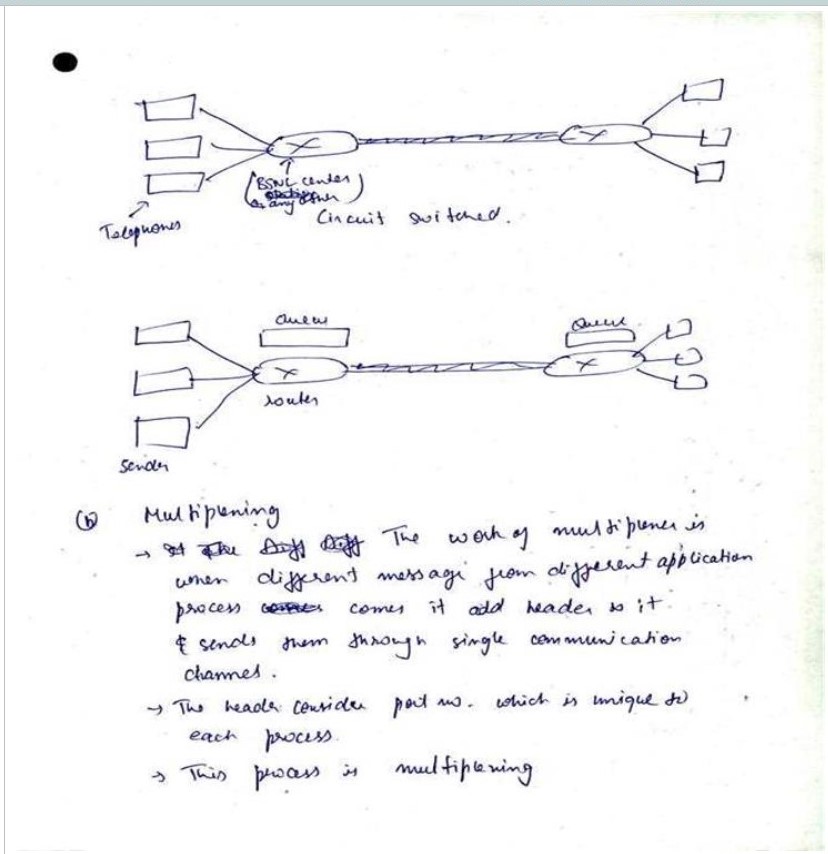 Telephones
(BSNL center
or any other)
Circuit switched.
Queue
Queue
router
Sender
(b) Multiplexing
→ The work of multiplexer is
when different message from different application
process comes it add header to it
& sends them through single communication
channel.
→ The header consider port no. which is unique to
each process.
→ This process is multiplexing